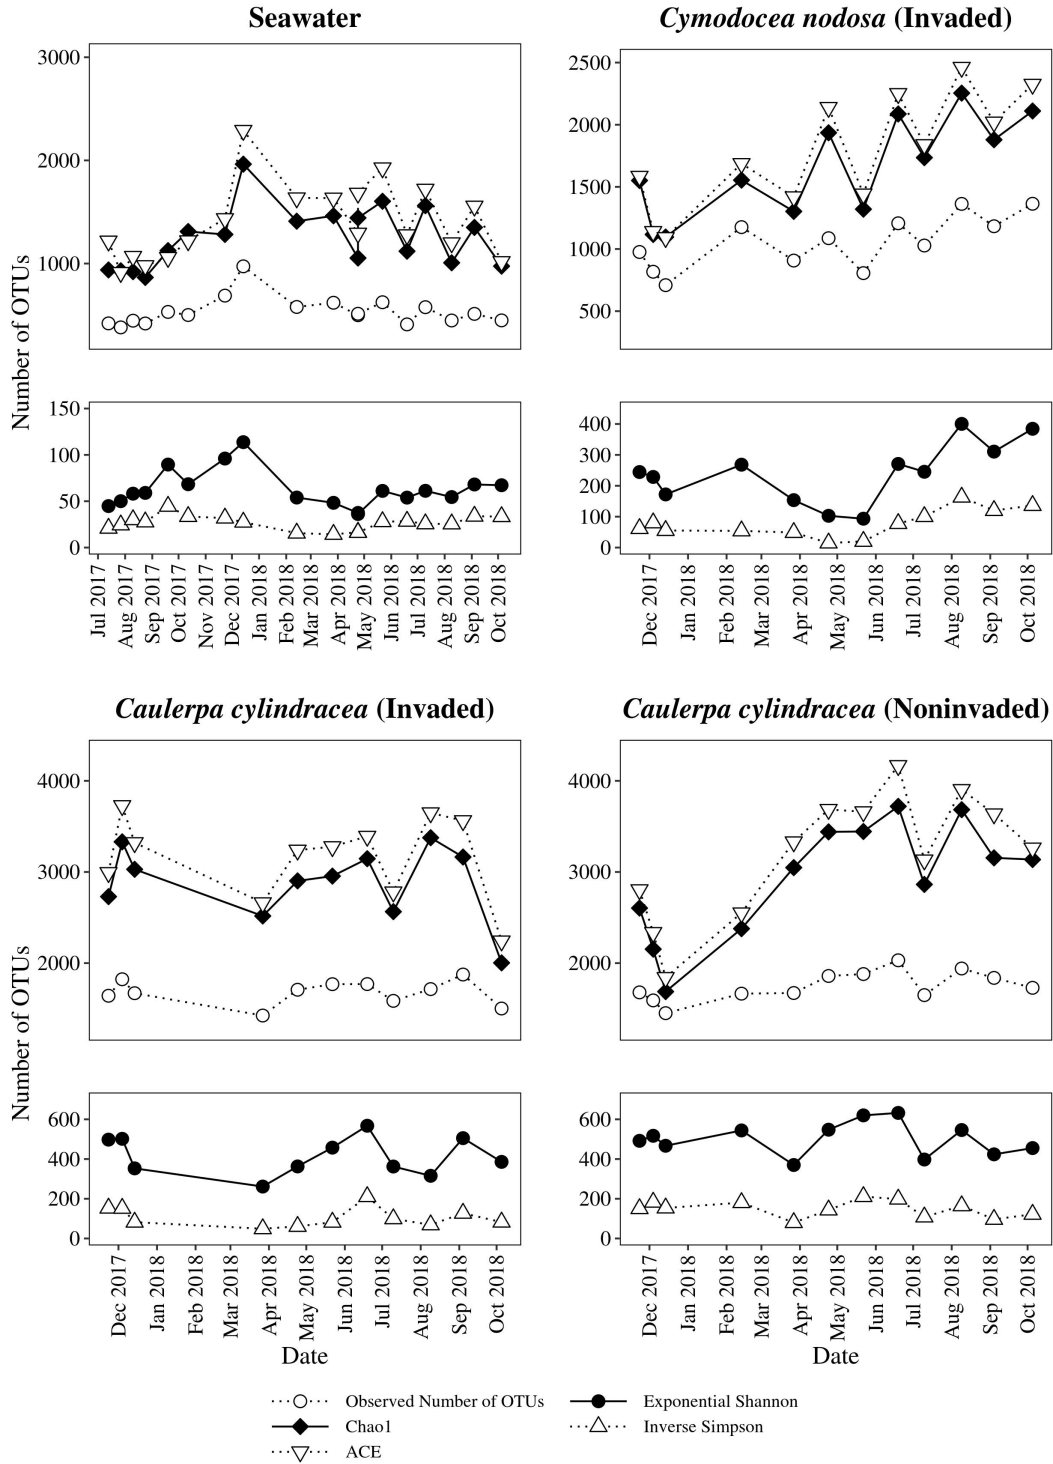 Seawater
Cymodocea nodosa (Invaded)
Number of OTUs
3000
2000
1000
2500
2000
1500
1000
500
150
100
50
0
400
300
200
100
0
Jul 2017
Aug 2017
Sep 2017
Oct 2017
Nov 2017
Dec 2017
Jan 2018
Feb 2018
Mar 2018
Apr 2018
May 2018
Jun 2018
Jul 2018
Aug 2018
Sep 2018
Oct 2018
Dec 2017
Jan 2018
Feb 2018
Mar 2018
Apr 2018
May 2018
Jun 2018
Jul 2018
Aug 2018
Sep 2018
Oct 2018
Caulerpa cylindracea (Invaded)
Caulerpa cylindracea (Noninvaded)
Number of OTUs
4000
3000
2000
4000
3000
2000
600
400
200
0
600
400
200
0
Dec 2017
Jan 2018
Feb 2018
Mar 2018
Apr 2018
May 2018
Jun 2018
Jul 2018
Aug 2018
Sep 2018
Oct 2018
Dec 2017
Jan 2018
Feb 2018
Mar 2018
Apr 2018
May 2018
Jun 2018
Jul 2018
Aug 2018
Sep 2018
Oct 2018
Date
Date
Observed Number of OTUs
Chao1
ACE
Exponential Shannon
Inverse Simpson